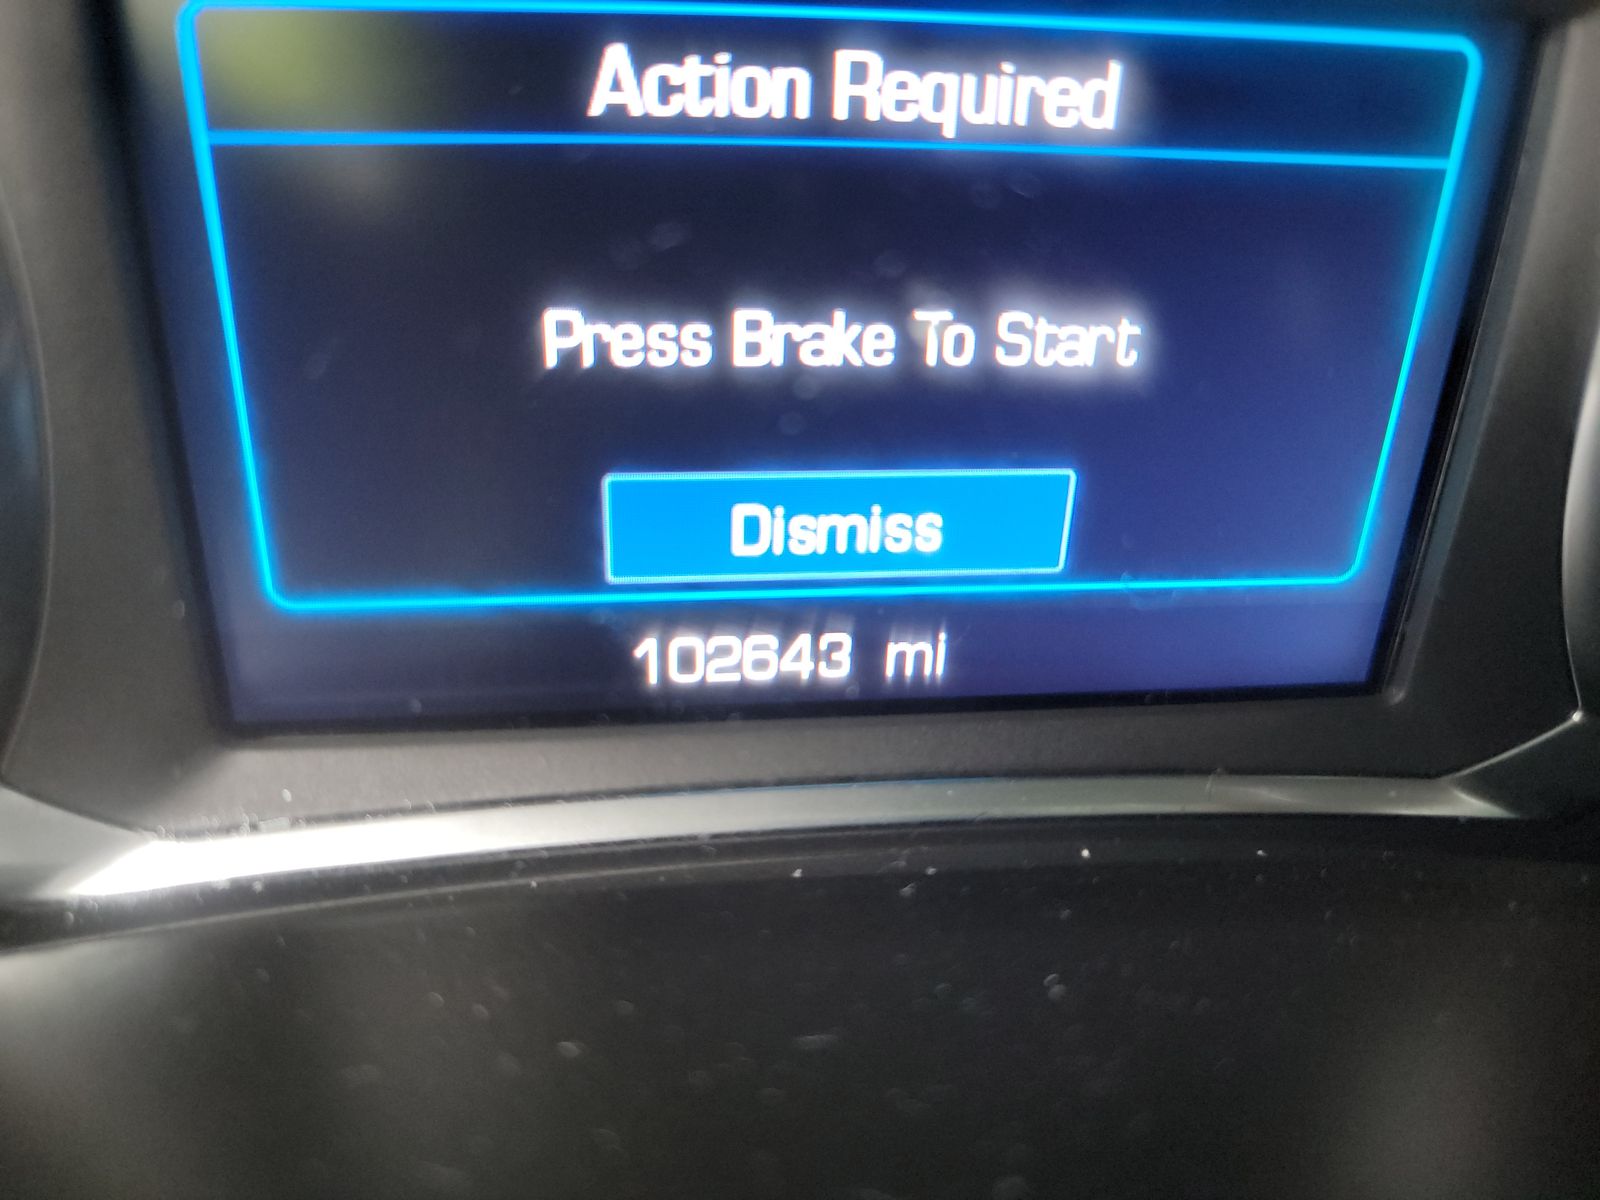 Action Required
Press Brake To Start
Dismiss
102643 mi